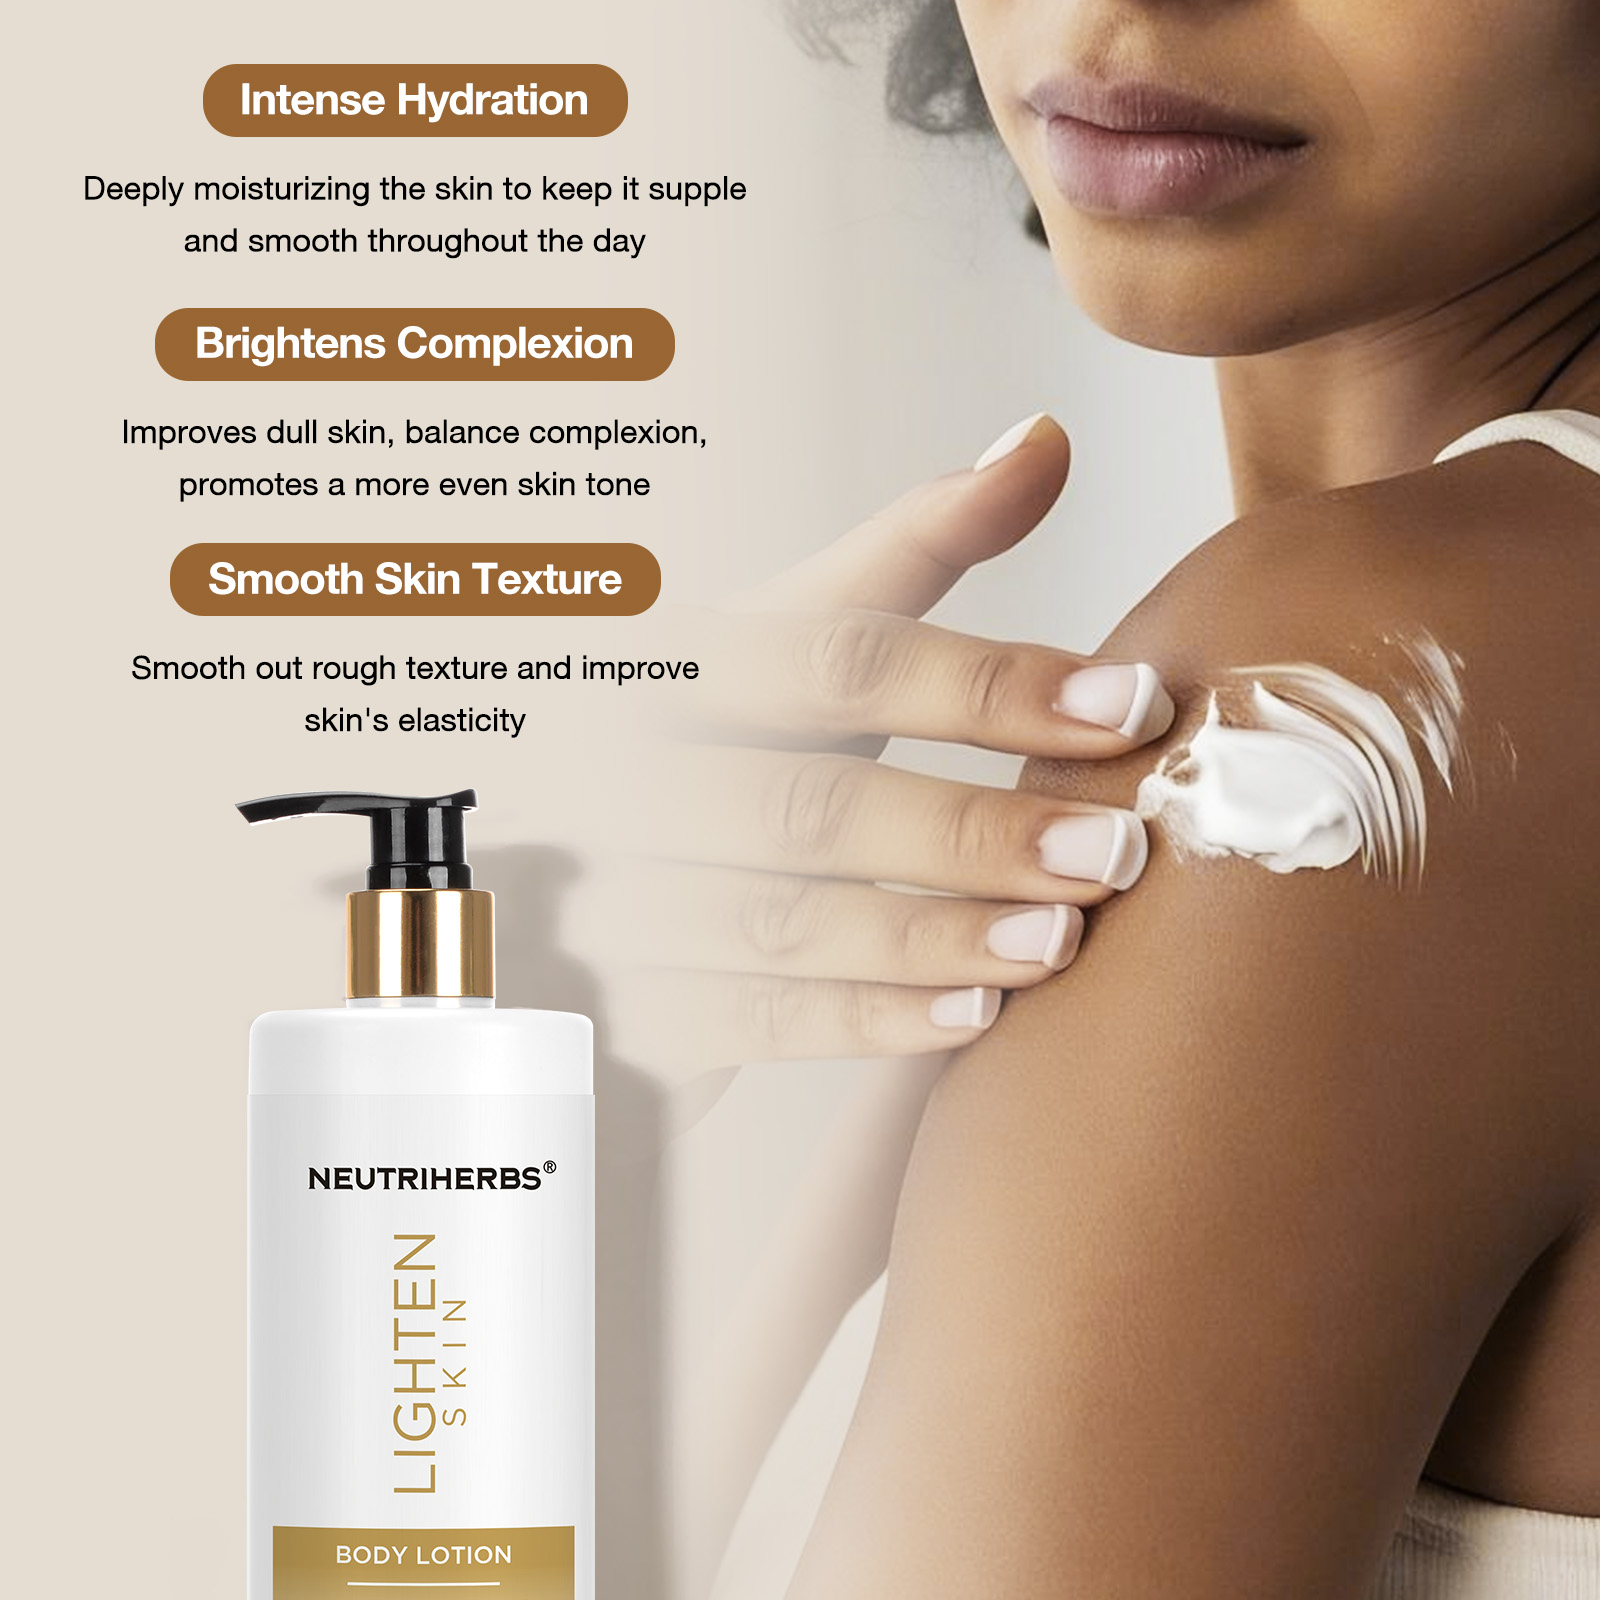 Intense Hydration
Deeply moisturizing the skin to keep it supple
and smooth throughout the day
Brightens Complexion
Improves dull skin, balance complexion,
promotes a more even skin tone
Smooth Skin Texture
Smooth out rough texture and improve
skin's elasticity
NEUTRIHERBS®
LIGHTEN
SKIN
BODY LOTION